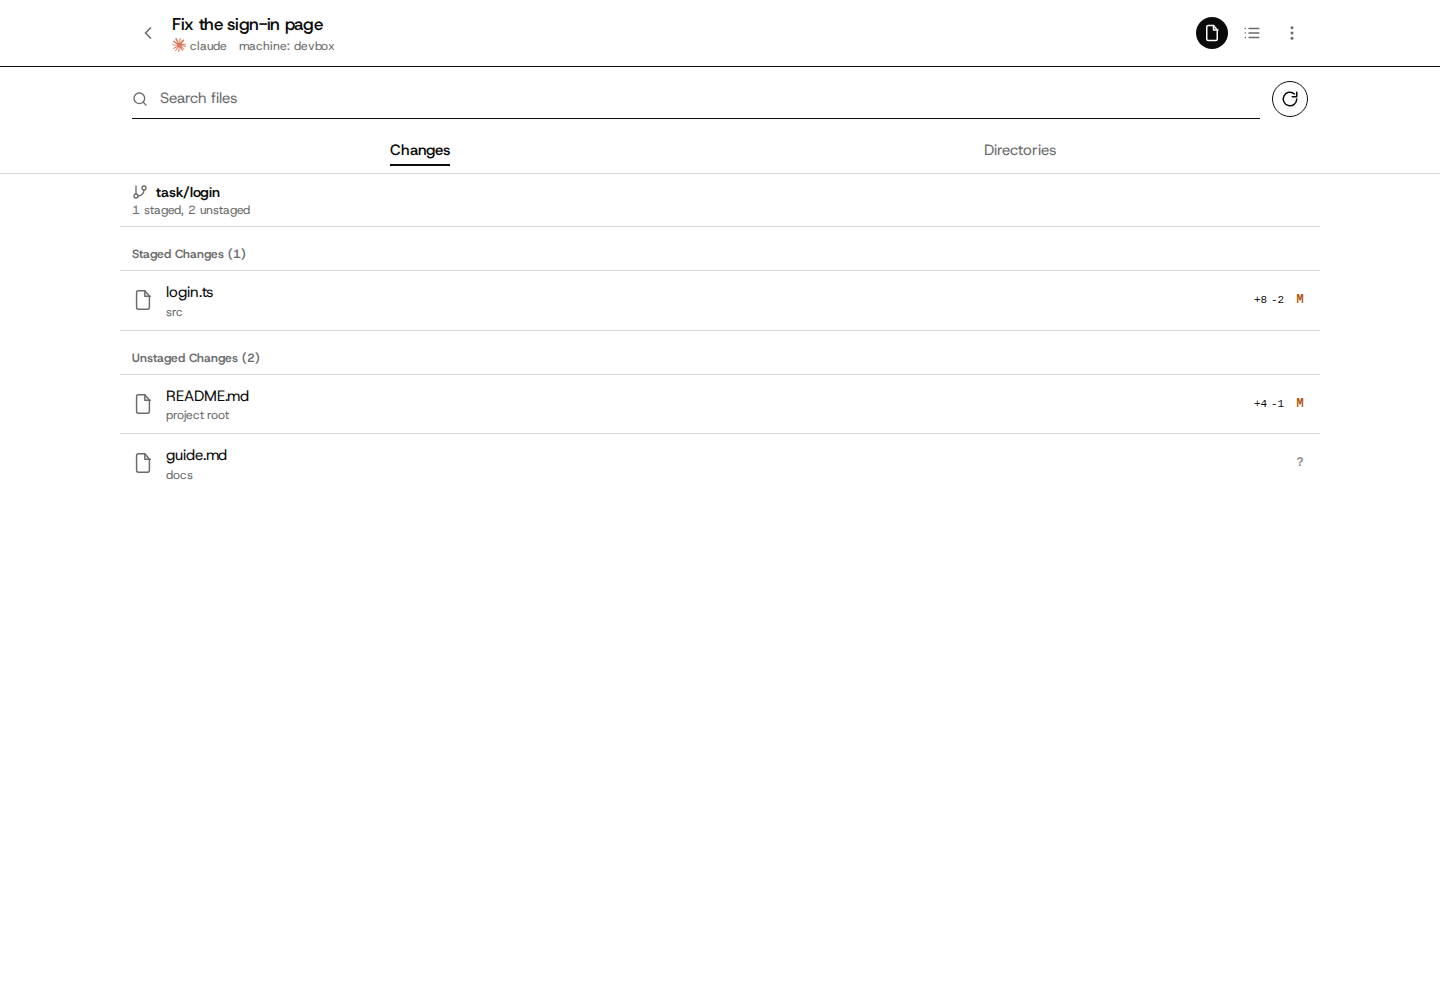 Fix the sign-in page
claude machine: devbox
Search files
Changes
Directories
task/login
1 staged, 2 unstaged
Staged Changes (1)
login.ts
+8 -2 M
src
Unstaged Changes (2)
README.md
+4 -1 M
project root
guide.md
?
docs